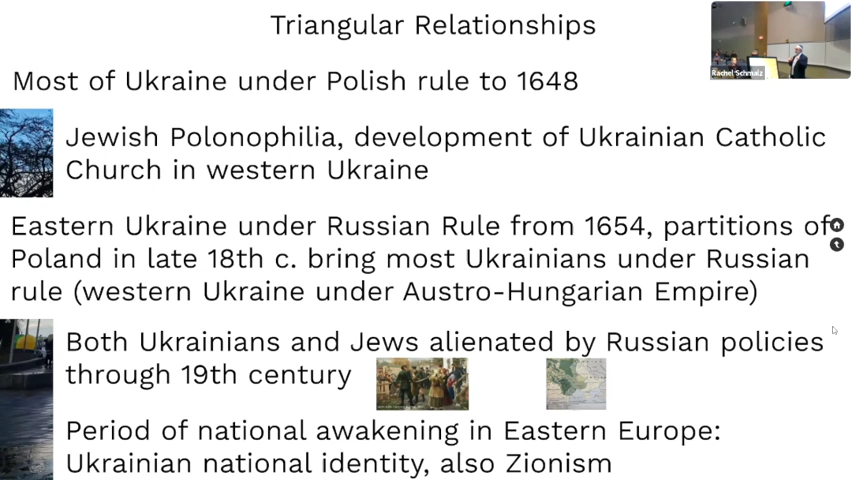 Triangular Relationships
Rachel Schmalz
Most of Ukraine under Polish rule to 1648
Jewish Polonophilia, development of Ukrainian Catholic
Church in western Ukraine
Eastern Ukraine under Russian Rule from 1654, partitions of
Poland in late 18th c. bring most Ukrainians under Russian
rule (western Ukraine under Austro-Hungarian Empire)
Both Ukrainians and Jews alienated by Russian policies
through 19th century
Period of national awakening in Eastern Europe:
Ukrainian national identity, also Zionism